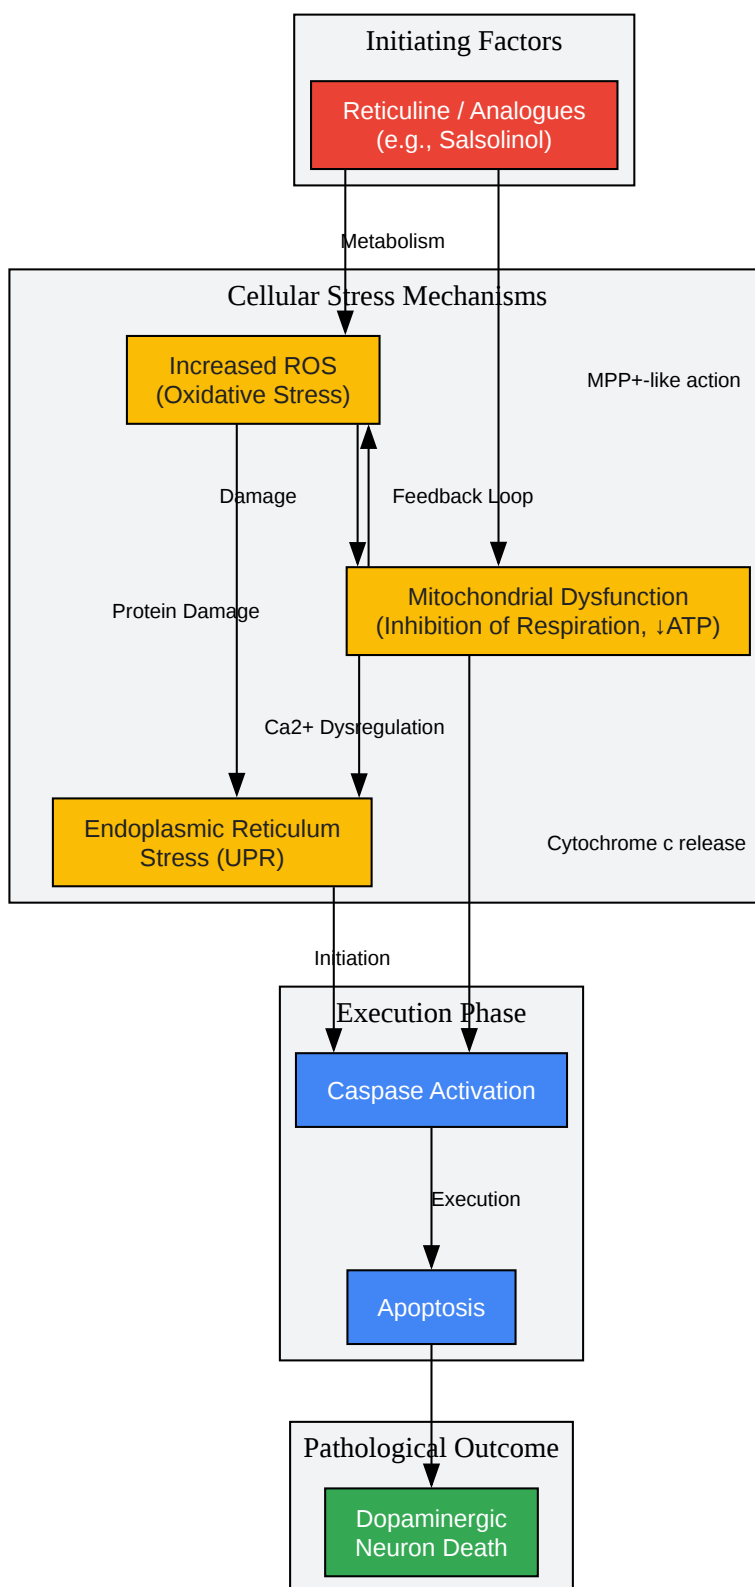 Initiating Factors
Reticuline / Analogues
(e.g., Salsolinol)
Metabolism
Cellular Stress Mechanisms
Increased ROS
(Oxidative Stress)
MPP+-like action
Damage
Feedback Loop
Mitochondrial Dysfunction
(Inhibition of Respiration, ↓ATP)
Protein Damage
Ca2+ Dysregulation
Endoplasmic Reticulum
Stress (UPR)
Cytochrome c release
Initiation
Execution Phase
Caspase Activation
Execution
Apoptosis
Pathological Outcome
Dopaminergic
Neuron Death